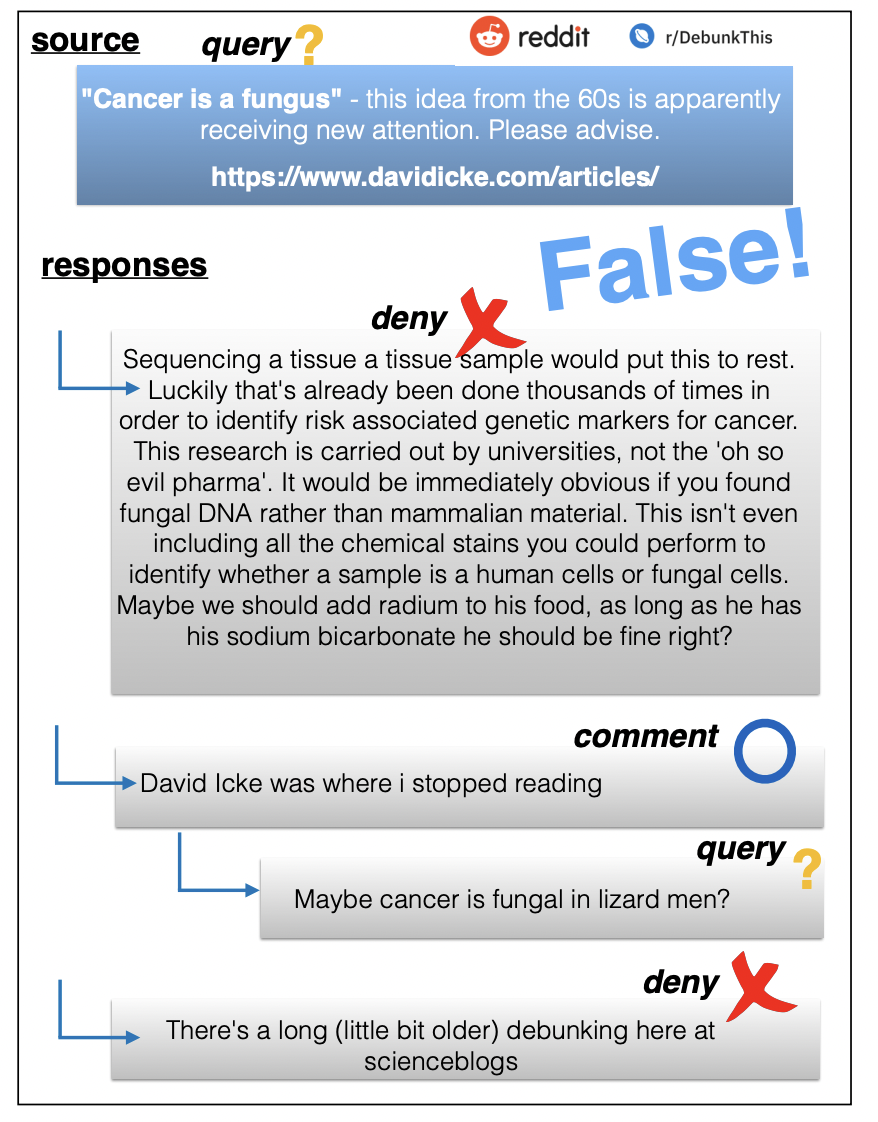 source
query ?
reddit
r/DebunkThis
"Cancer is a fungus" - this idea from the 60s is apparently
receiving new attention. Please advise.
https://www.davidicke.com/articles/
False!
responses
deny
Sequencing a tissue a tissue sample would put this to rest.
Luckily that's already been done thousands of times in
order to identify risk associated genetic markers for cancer.
This research is carried out by universities, not the 'oh so
evil pharma'. It would be immediately obvious if you found
fungal DNA rather than mammalian material. This isn't even
including all the chemical stains you could perform to
identify whether a sample is a human cells or fungal cells.
Maybe we should add radium to his food, as long as he has
his sodium bicarbonate he should be fine right?
comment
David Icke was where i stopped reading
query ?
Maybe cancer is fungal in lizard men?
deny
There's a long (little bit older) debunking here at
scienceblogs